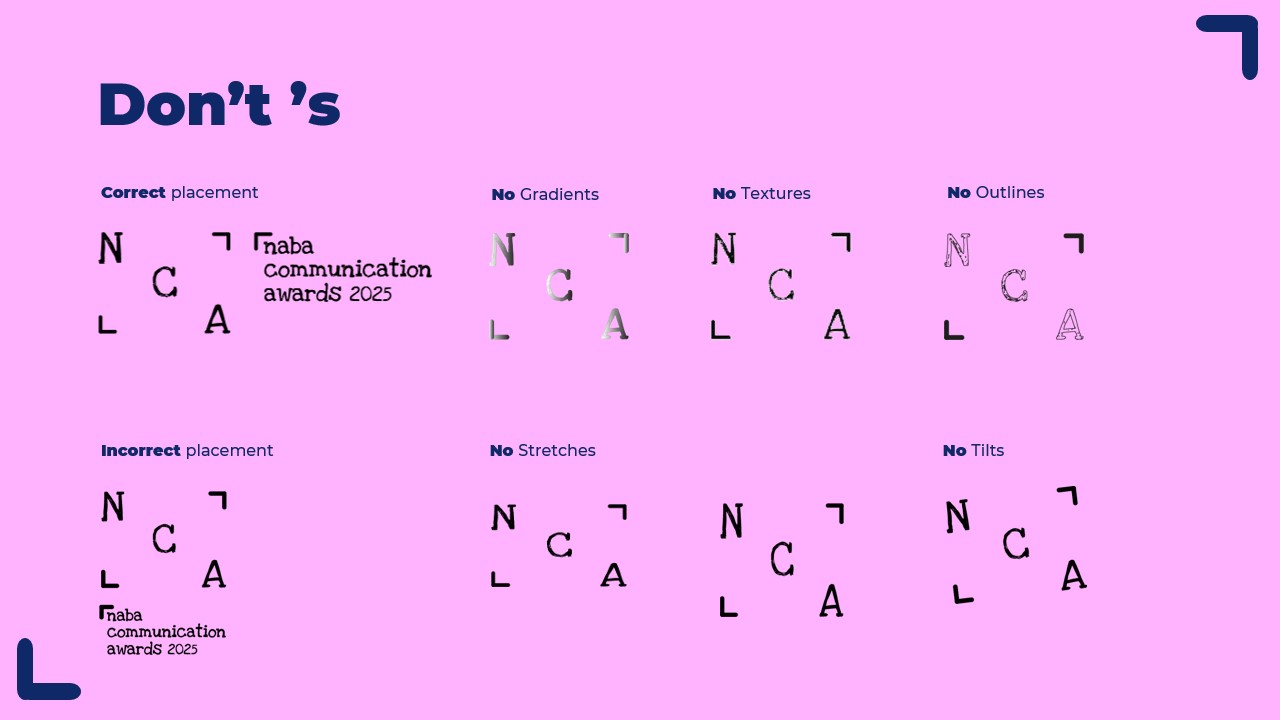 Don’t ’s
Correct placement
N
C
A
naba
communication
awards 2025
No Gradients
N
C
A
No Textures
N
C
A
No Outlines
N
C
A
Incorrect placement
N
C
A
naba
communication
awards 2025
No Stretches
N
C
A
N
C
A
No Tilts
N
C
A